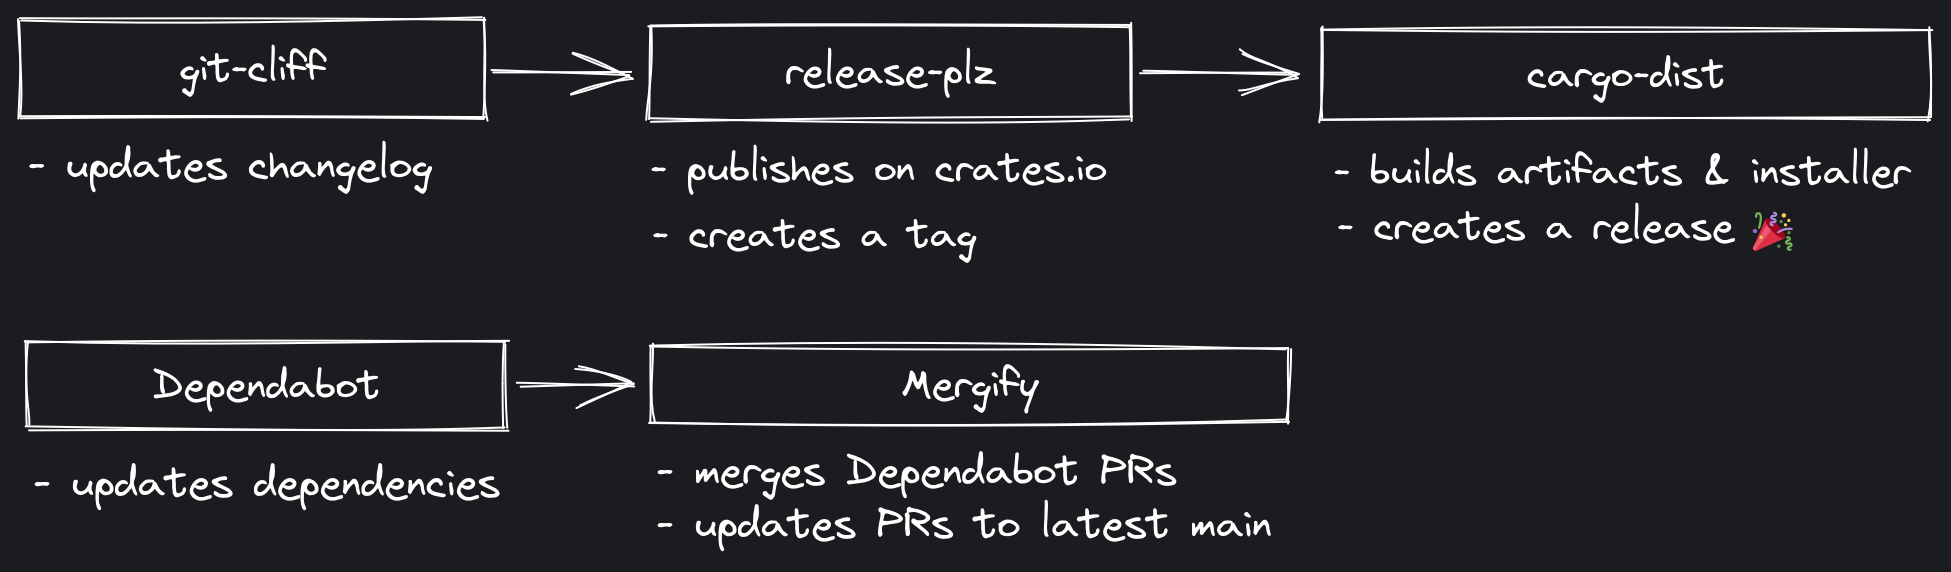 git-cliff
release-plz
cargo-dist
- updates changelog
- publishes on crates.io
- creates a tag
- builds artifacts & installer
- creates a release 🎉
Dependabot
Mergify
- updates dependencies
- merges Dependabot PRs
- updates PRs to latest main